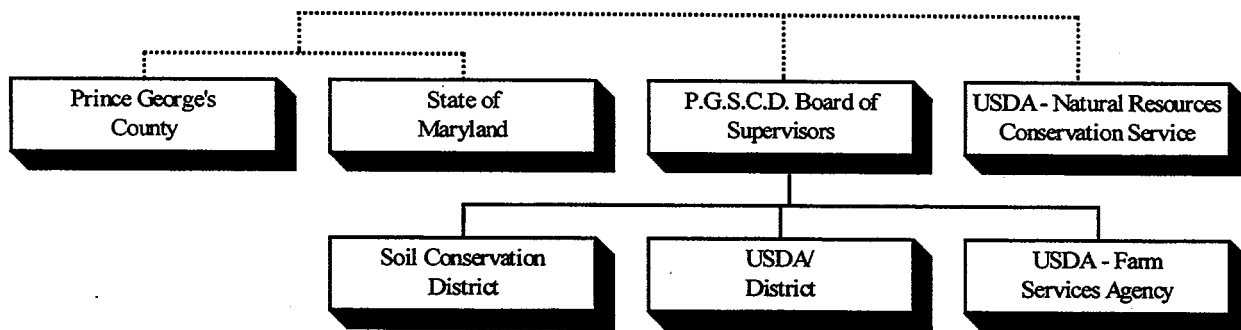 Prince George's
County
State of
Maryland
P.G.S.C.D. Board of
Supervisors
USDA - Natural Resources
Conservation Service
Soil Conservation
District
USDA/
District
USDA - Farm
Services Agency